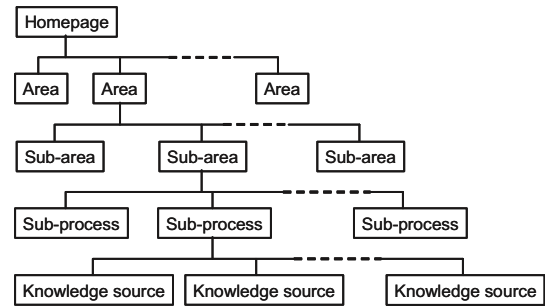 Homepage
Area Area Area
Sub-area Sub-area Sub-area
Sub-process Sub-process Sub-process
Knowledge source Knowledge source Knowledge source